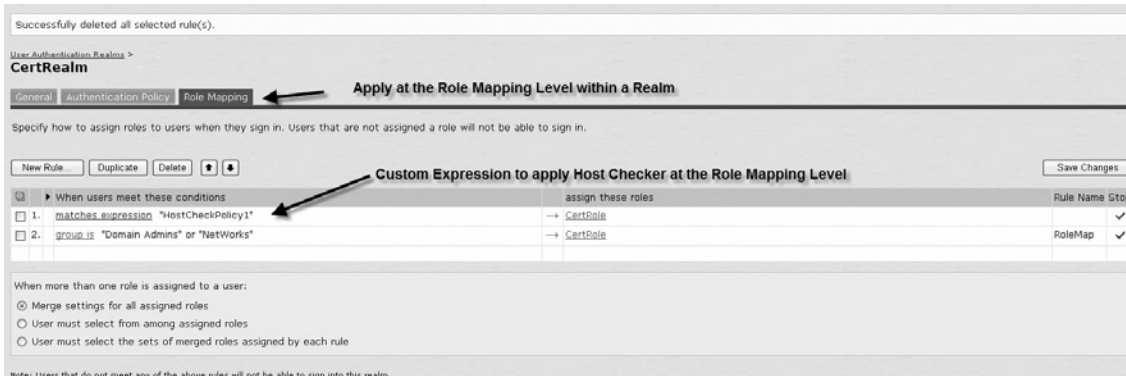 Successfully deleted all selected rule(s).
User Authentication Realms >
CertRealm
General Authentication Policy Role Mapping
Apply at the Role Mapping Level within a Realm
Specify how to assign roles to users when they sign in. Users that are not assigned a role will not be able to sign in.
New Rule... Duplicate Delete Save Changes
Custom Expression to apply Host Checker at the Role Mapping Level
When users meet these conditions assign these roles Rule Name Stop
1. matches expression "HostCheckPolicy1" → CertRole
2. group is "Domain Admins" or "NetWorks" → CertRole RoleMap
When more than one role is assigned to a user:
Merge settings for all assigned roles
User must select from among assigned roles
User must select the sets of merged roles assigned by each rule
Note: Users that do not meet any of the above rules will not be able to sign into this realm.